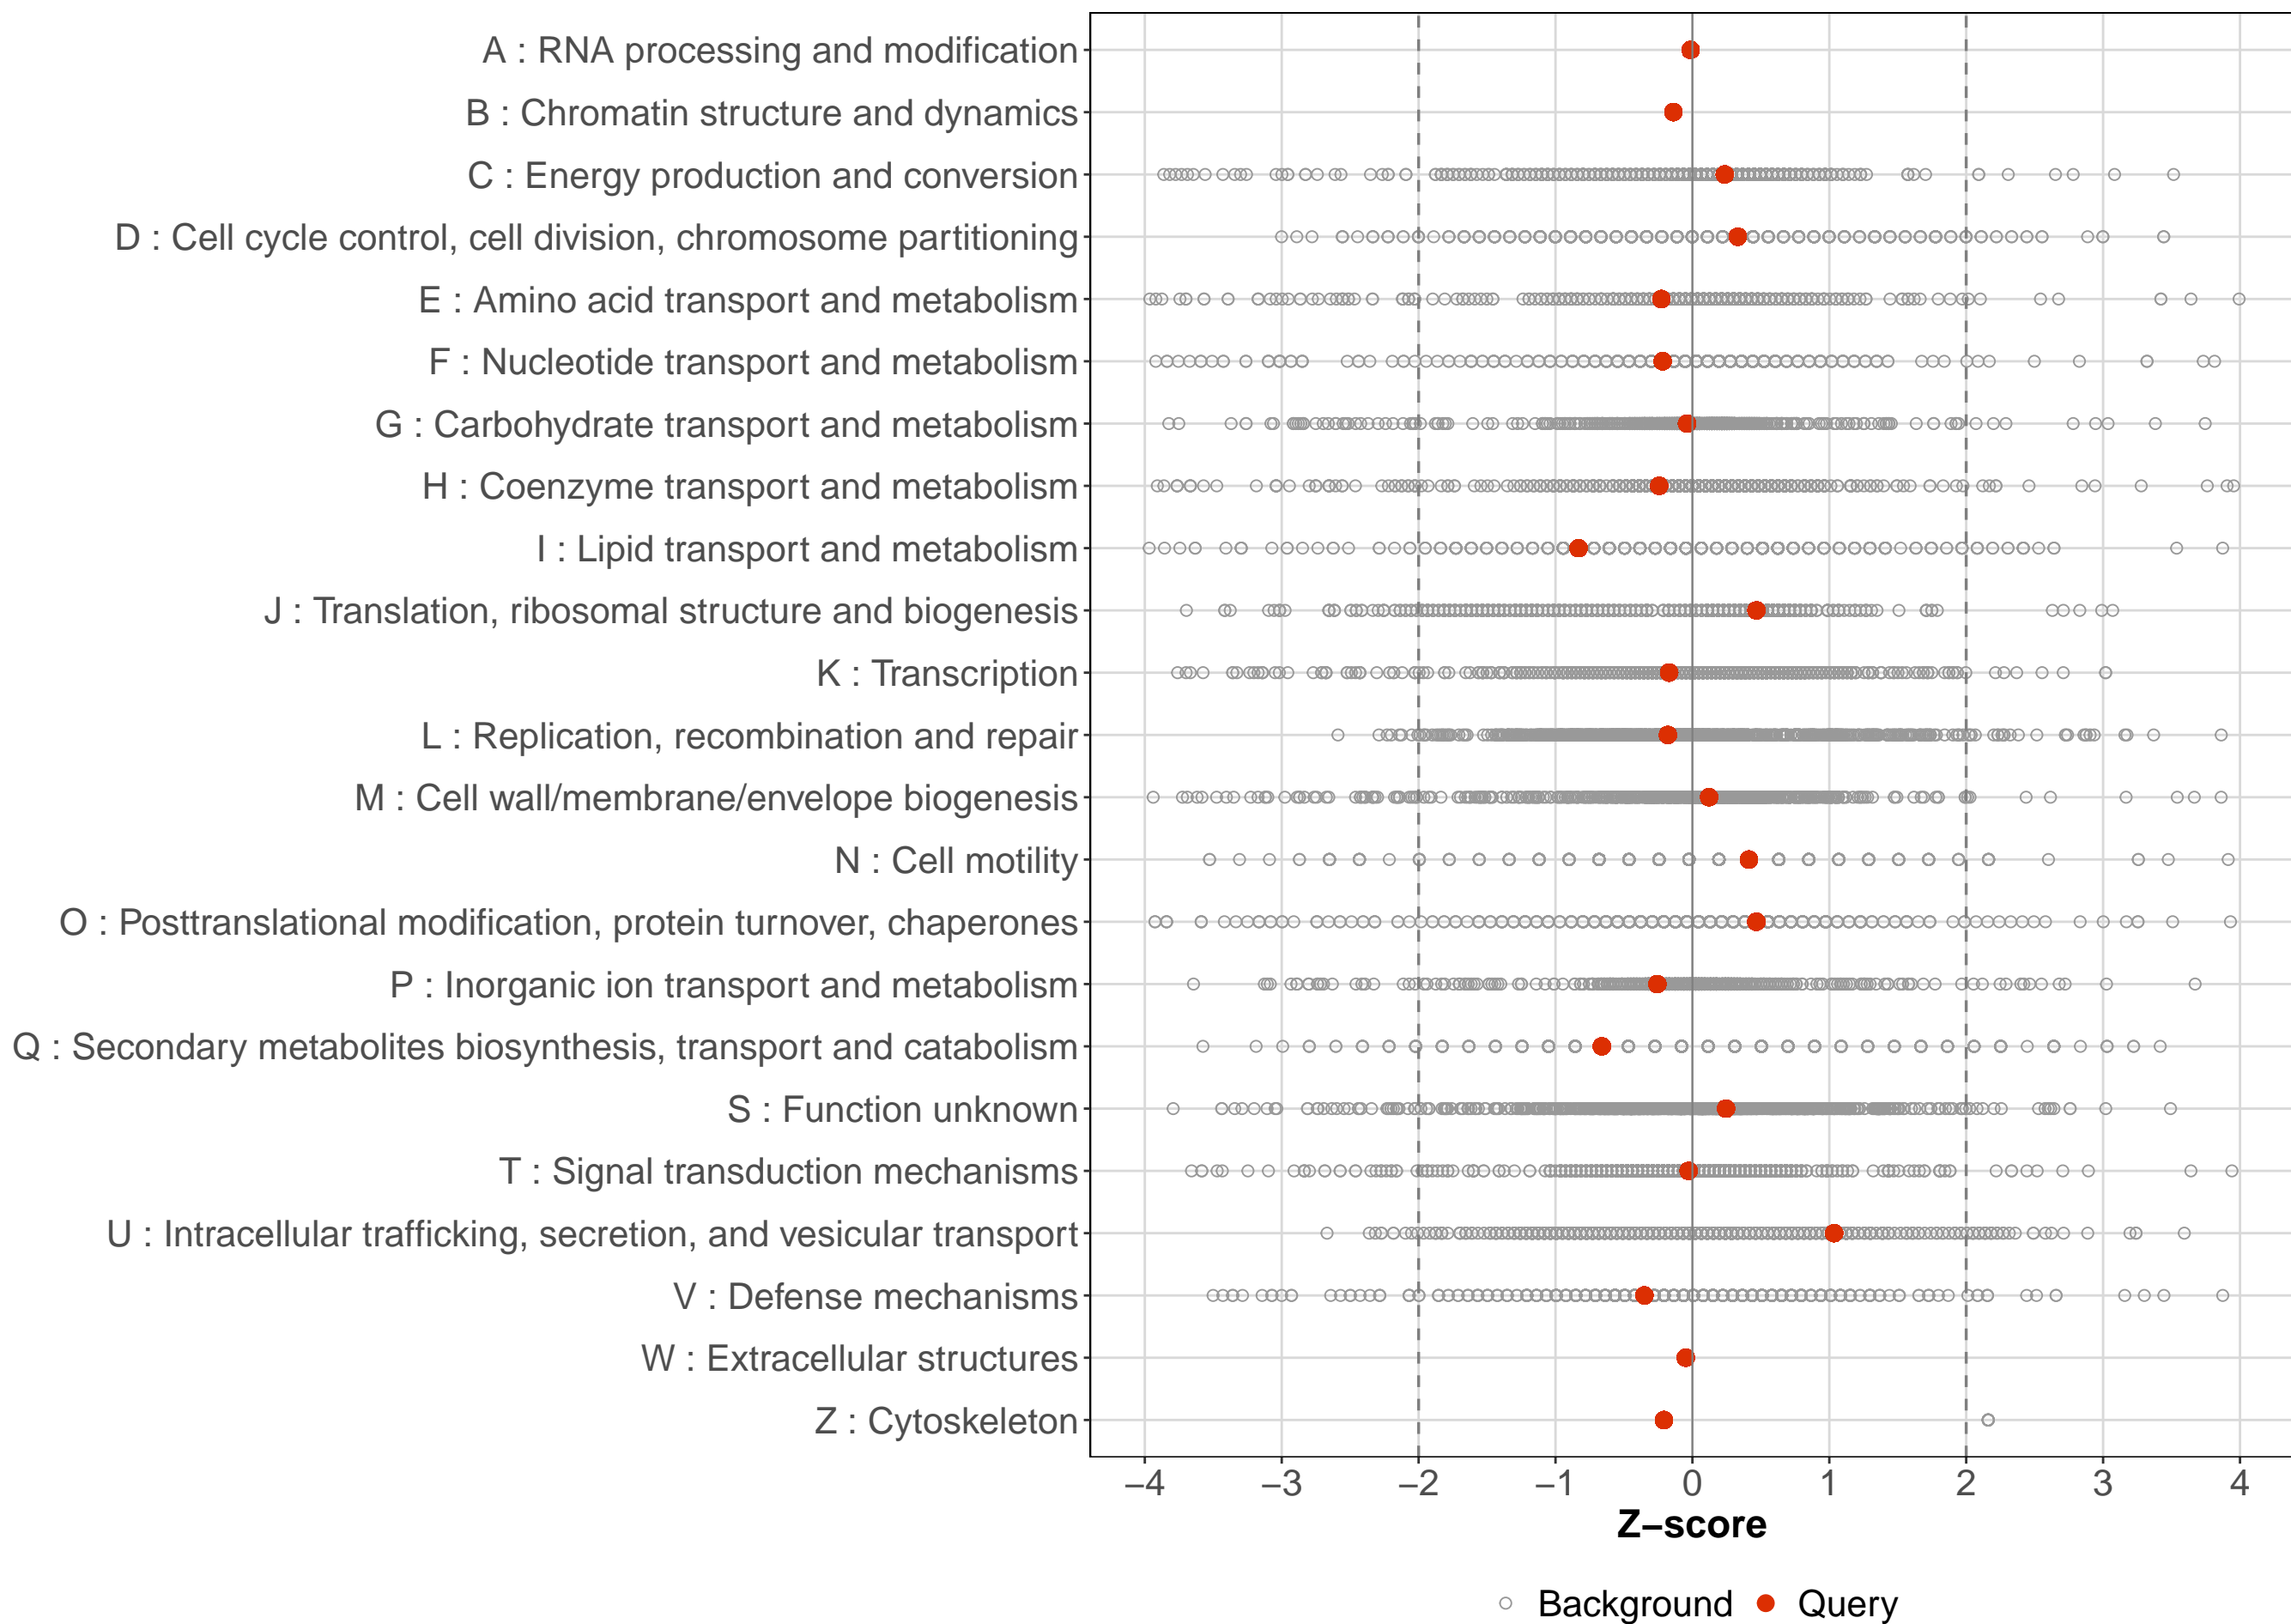 A : RNA processing and modification
B : Chromatin structure and dynamics
C : Energy production and conversion
D : Cell cycle control, cell division, chromosome partitioning
E : Amino acid transport and metabolism
F : Nucleotide transport and metabolism
G : Carbohydrate transport and metabolism
H : Coenzyme transport and metabolism
I : Lipid transport and metabolism
J : Translation, ribosomal structure and biogenesis
K : Transcription
L : Replication, recombination and repair
M : Cell wall/membrane/envelope biogenesis
N : Cell motility
O : Posttranslational modification, protein turnover, chaperones
P : Inorganic ion transport and metabolism
Q : Secondary metabolites biosynthesis, transport and catabolism
S : Function unknown
T : Signal transduction mechanisms
U : Intracellular trafficking, secretion, and vesicular transport
V : Defense mechanisms
W : Extracellular structures
Z : Cytoskeleton
−4 −3 −2 −1 0 1 2 3 4
Z−score
Background Query